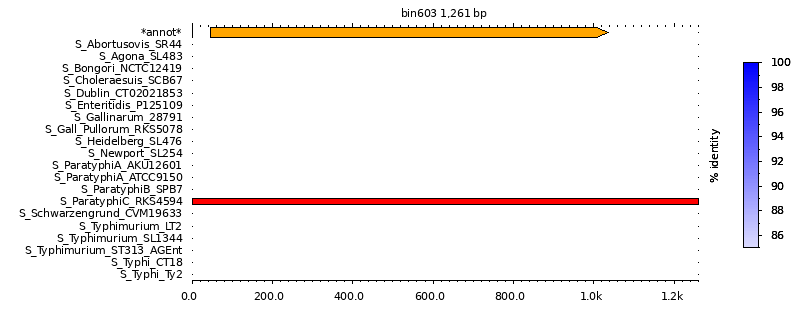 bin603 1,261 bp
*annot*
S_Abortusovis_SR44
S_Agona_SL483
S_Bongori_NCTC12419
S_Choleraesuis_SCB67
S_Dublin_CT02021853
S_Enteritidis_P125109
S_Gallinarum_28791
S_Gall_Pullorum_RKS5078
S_Heidelberg_SL476
S_Newport_SL254
S_ParatyphiA_AKU12601
S_ParatyphiA_ATCC9150
S_ParatyphiB_SPB7
S_ParatyphiC_RKS4594
S_Schwarzengrund_CVM19633
S_Typhimurium_LT2
S_Typhimurium_SL1344
S_Typhimurium_ST313_AGEnt
S_Typhi_CT18
S_Typhi_Ty2
0.0 200.0 400.0 600.0 800.0 1.0k 1.2k
% identity
100
98
96
94
92
90
88
86